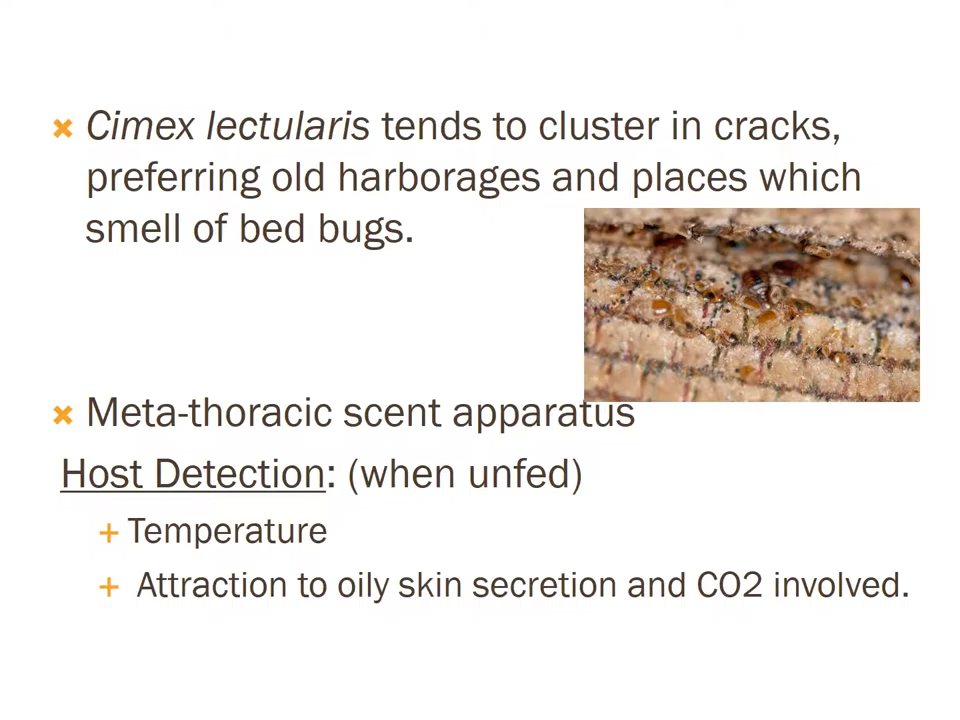 Cimex lectularis tends to cluster in cracks,
preferring old harborages and places which
smell of bed bugs.
Meta-thoracic scent apparatus
Host Detection: (when unfed)
Temperature
Attraction to oily skin secretion and CO2 involved.